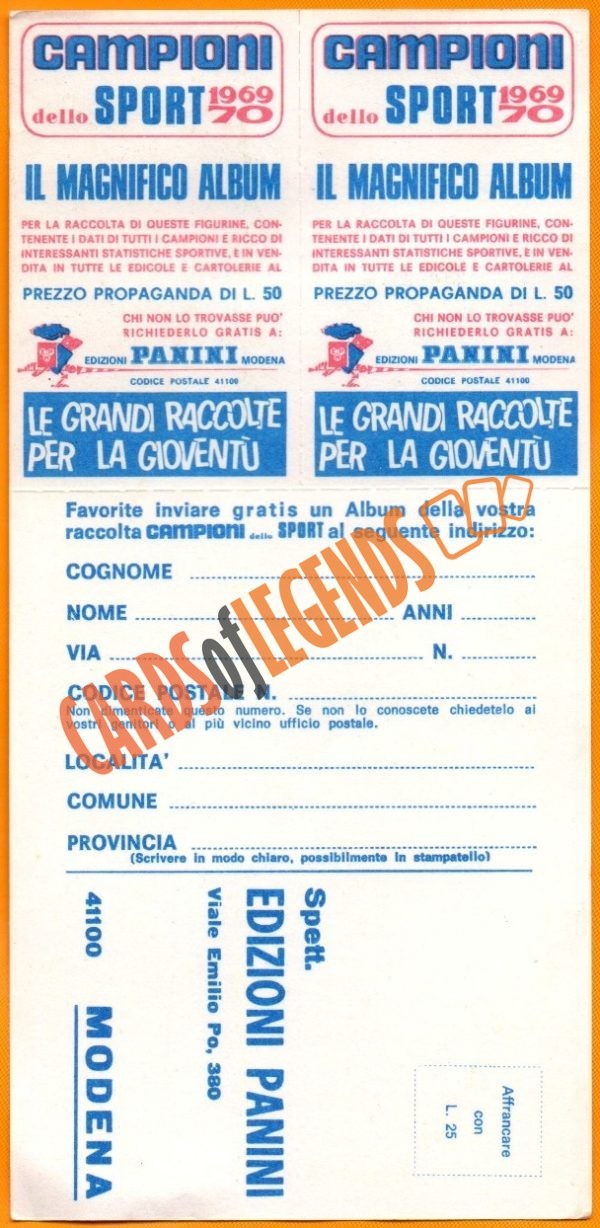 CAMPIONI
dello SPORT 1969 70
IL MAGNIFICO ALBUM
PER LA RACCOLTA DI QUESTE FIGURINE, CON-
TENENTE I DATI DI TUTTI I CAMPIONI E RICCO DI
INTERESSANTI STATISTICHE SPORTIVE, E IN VEN-
DITA IN TUTTE LE EDICOLE E CARTOLERIE AL
PREZZO PROPAGANDA DI L. 50
CHI NON LO TROVASSE PUO'
RICHIEDERLO GRATIS A:
EDIZIONI PANINI MODENA
CODICE POSTALE 41100
LE GRANDI RACCOLTE
PER LA GIOVENTÙ
CAMPIONI
dello SPORT 1969 70
IL MAGNIFICO ALBUM
PER LA RACCOLTA DI QUESTE FIGURINE, CON-
TENENTE I DATI DI TUTTI I CAMPIONI E RICCO DI
INTERESSANTI STATISTICHE SPORTIVE, E IN VEN-
DITA IN TUTTE LE EDICOLE E CARTOLERIE AL
PREZZO PROPAGANDA DI L. 50
CHI NON LO TROVASSE PUO'
RICHIEDERLO GRATIS A:
EDIZIONI PANINI MODENA
CODICE POSTALE 41100
LE GRANDI RACCOLTE
PER LA GIOVENTÙ
Favorite inviare gratis un Album della vostra
raccolta CAMPIONI dello SPORT al seguente indirizzo:
COGNOME
NOME ANNI
VIA N.
CODICE POSTALE N.
Non dimenticate questo numero. Se non lo conoscete chiedetelo ai
vostri genitori o al più vicino ufficio postale.
LOCALITA'
COMUNE
PROVINCIA
(Scrivere in modo chiaro, possibilmente in stampatello)
CARDSofLEGENDS
Spett.
EDIZIONI PANINI
Viale Emilio Po, 380
41100 MODENA
Affrancare
con
L. 25